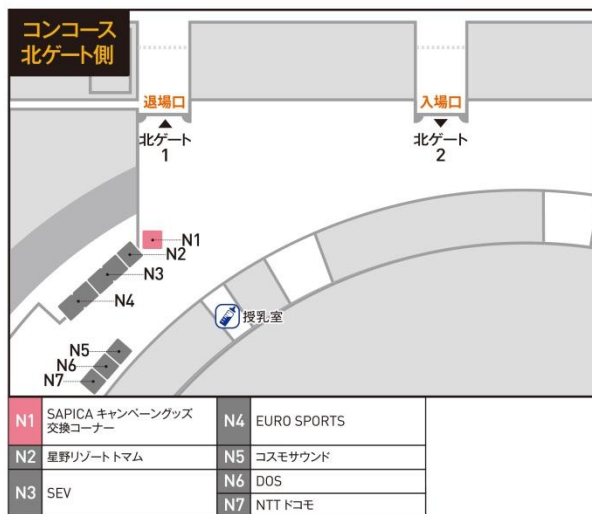 コンコース
北ゲート側
退場口
入場口
北ゲート
1
北ゲート
2
N1
N2
N3
N4
授乳室
N5
N6
N7
N1 SAPICA キャンペーングッズ
交換コーナー
N2 星野リゾート トマム
N3 SEV
N4 EURO SPORTS
N5 コスモサウンド
N6 DOS
N7 NTT ドコモ